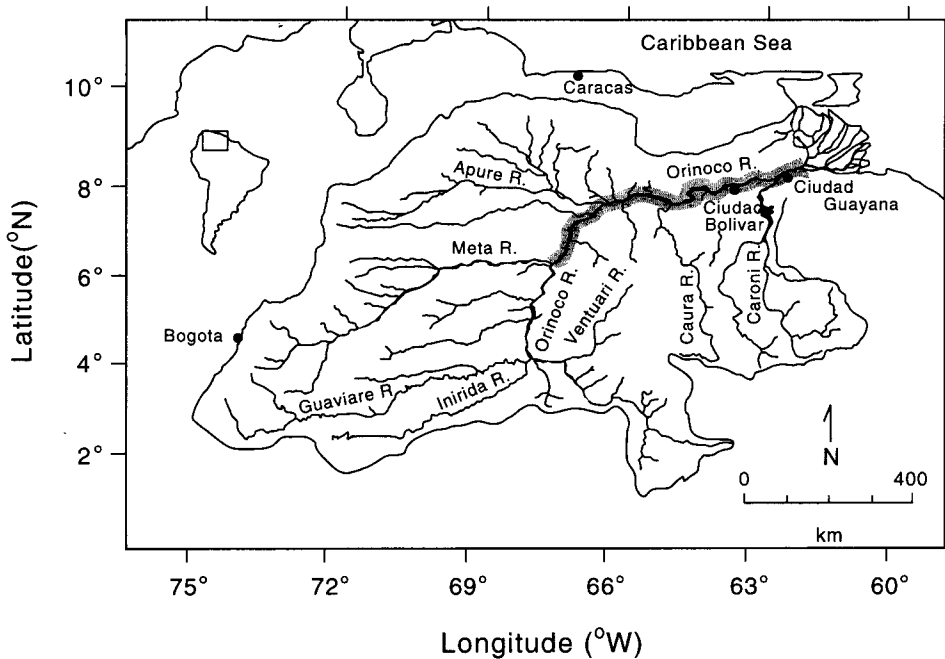 Caribbean Sea
Caracas
10°
8°
6°
4°
2°
Latitude(°N)
Apure R.
Orinoco R.
Ciudad
Guayana
Ciudad
Bolivar
Meta R.
Orinoco R.
Ventuari R.
Caura R.
Caroni R.
Bogota
Guaviare R.
Inirida R.
N
0 400
km
75° 72° 69° 66° 63° 60°
Longitude (°W)